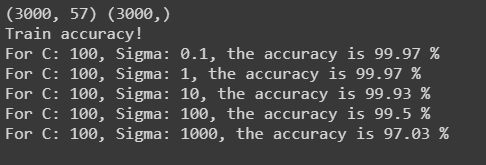 (3000, 57) (3000,)
Train accuracy!
For C: 100, Sigma: 0.1, the accuracy is 99.97 %
For C: 100, Sigma: 1, the accuracy is 99.97 %
For C: 100, Sigma: 10, the accuracy is 99.93 %
For C: 100, Sigma: 100, the accuracy is 99.5 %
For C: 100, Sigma: 1000, the accuracy is 97.03 %